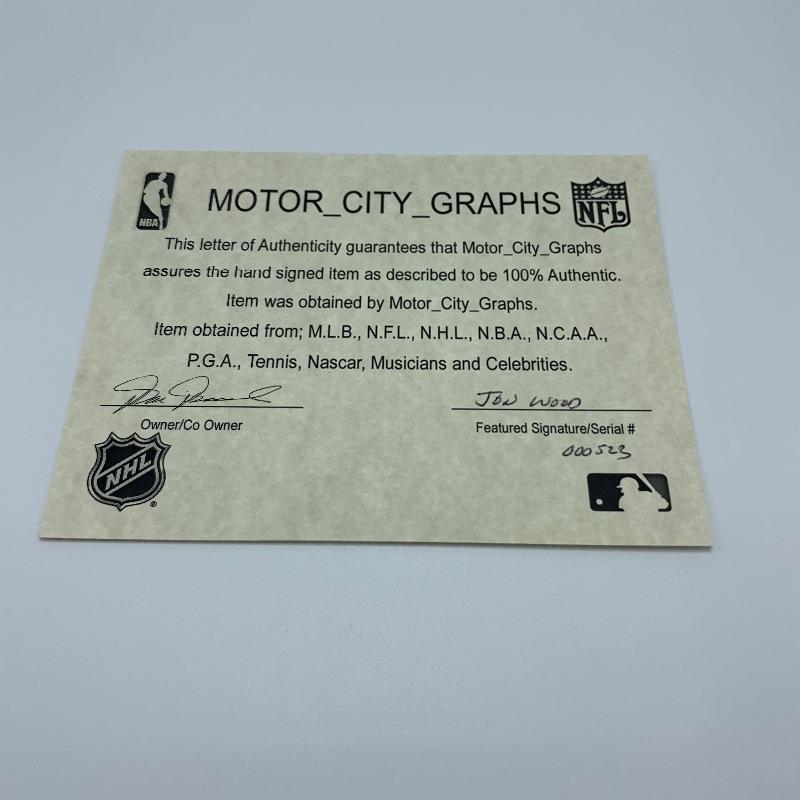 MOTOR_CITY_GRAPHS
NBA
NFL
This letter of Authenticity guarantees that Motor_City_Graphs
assures the hand signed item as described to be 100% Authentic.
Item was obtained by Motor_City_Graphs.
Item obtained from; M.L.B., N.F.L., N.H.L., N.B.A., N.C.A.A.,
P.G.A., Tennis, Nascar, Musicians and Celebrities.
JON WOOD
Owner/Co Owner
Featured Signature/Serial #
000523
NHL
®